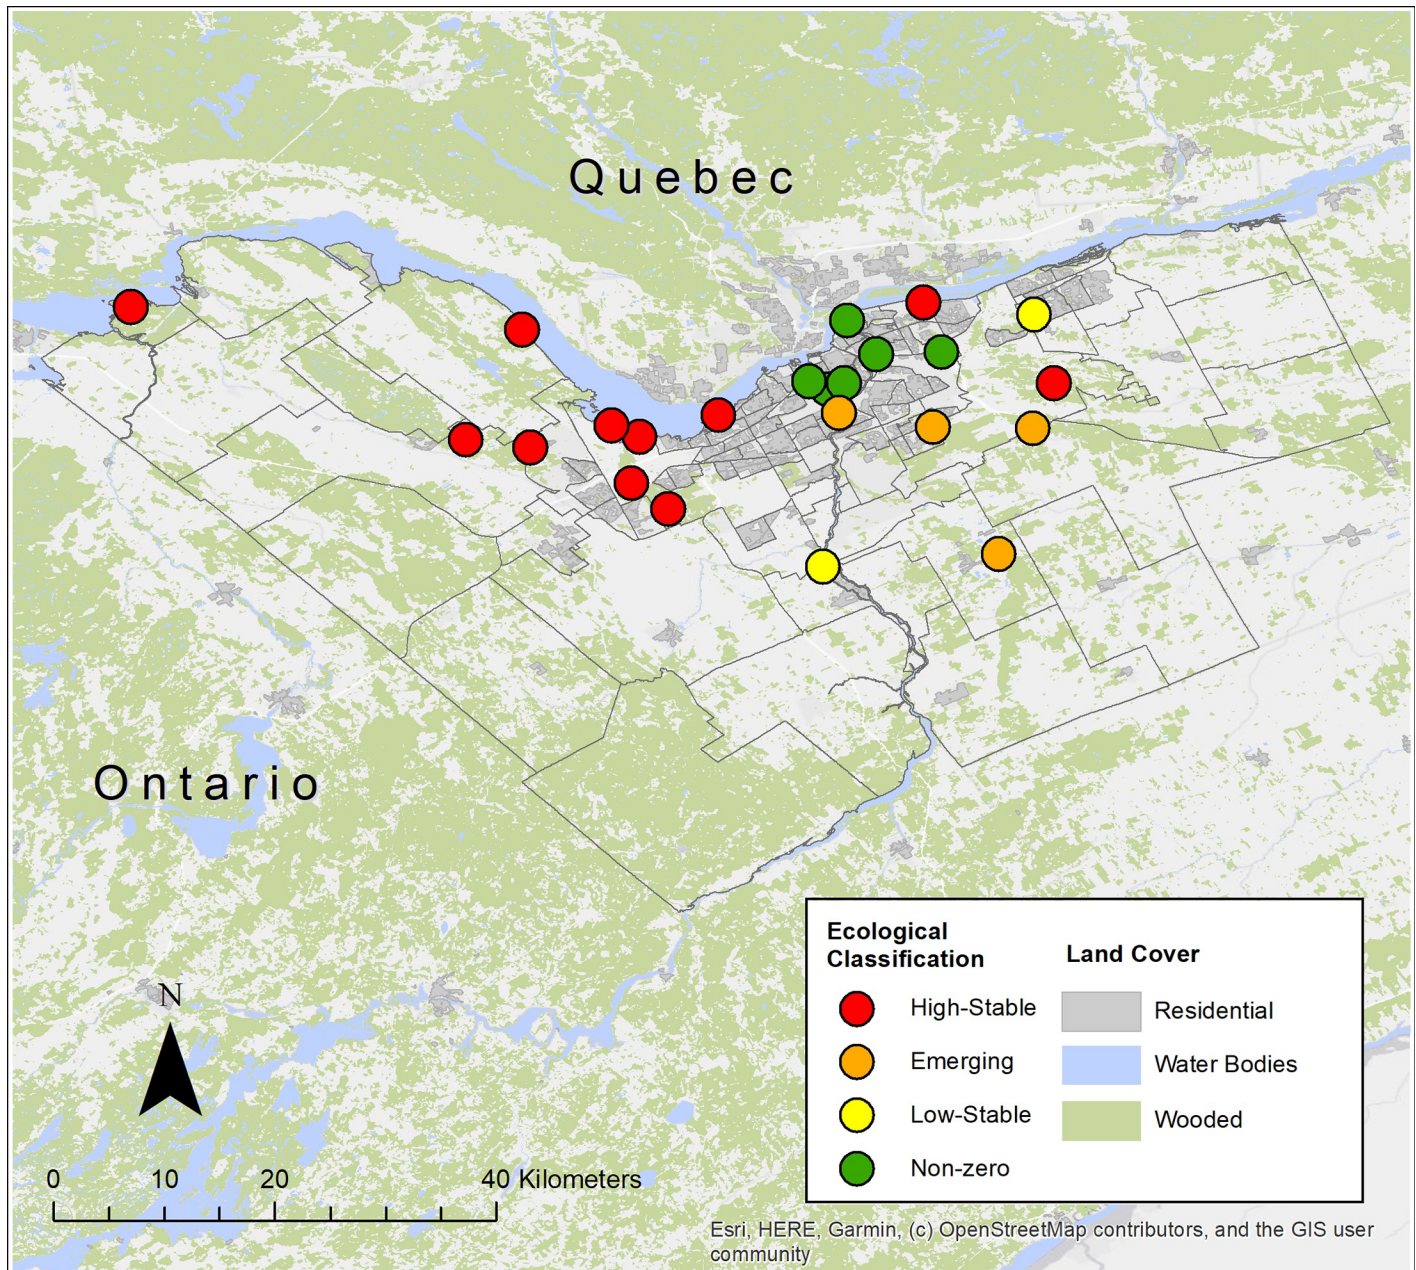 Quebec
Ontario
N
0 10 20 40 Kilometers
Ecological
Classification
High-Stable
Emerging
Low-Stable
Non-zero
Land Cover
Residential
Water Bodies
Wooded
Esri, HERE, Garmin, (c) OpenStreetMap contributors, and the GIS user
community